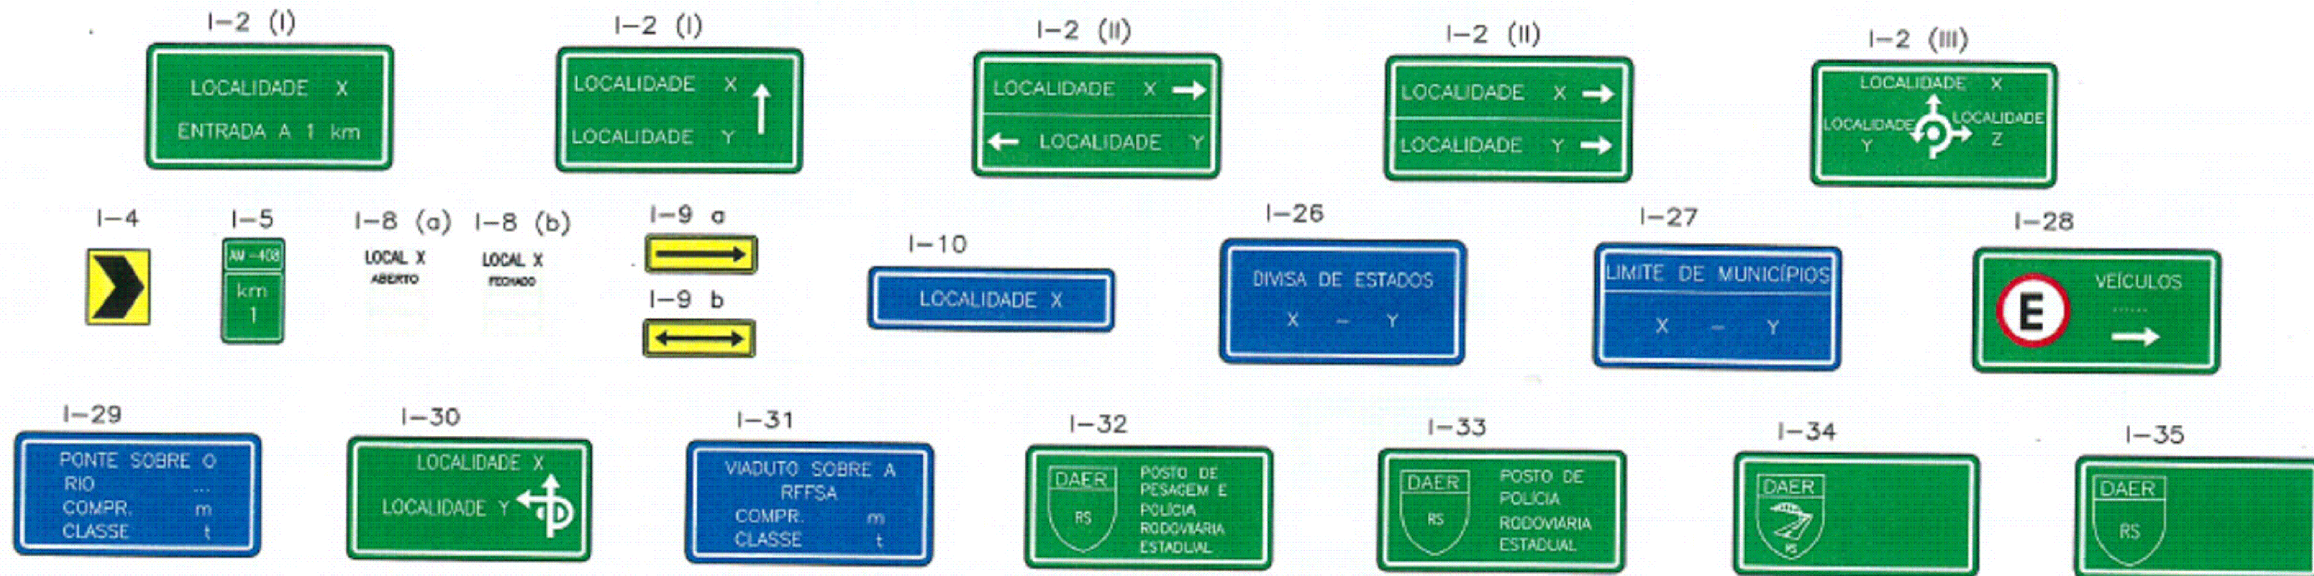 I-2 (I)
LOCALIDADE X
ENTRADA A 1 km
I-2 (I)
LOCALIDADE X
LOCALIDADE Y
I-2 (II)
LOCALIDADE X
LOCALIDADE Y
I-2 (II)
LOCALIDADE X
LOCALIDADE Y
I-2 (III)
LOCALIDADE X
LOCALIDADE
Y
LOCALIDADE
Z
I-4
I-5
AM-408
km
1
I-8 (a)
LOCAL X
ABERTO
I-8 (b)
LOCAL X
FECHADO
I-9 a
I-9 b
I-10
LOCALIDADE X
I-26
DIVISA DE ESTADOS
X - Y
I-27
LIMITE DE MUNICÍPIOS
X - Y
I-28
E
VEÍCULOS
......
I-29
PONTE SOBRE O
RIO ...
COMPR. m
CLASSE t
I-30
LOCALIDADE X
LOCALIDADE Y
I-31
VIADUTO SOBRE A
RFFSA
COMPR. m
CLASSE t
I-32
DAER
RS
POSTO DE
PESAGEM E
POLÍCIA
RODOVIÁRIA
ESTADUAL
I-33
DAER
RS
POSTO DE
POLÍCIA
RODOVIÁRIA
ESTADUAL
I-34
DAER
RS
I-35
DAER
RS